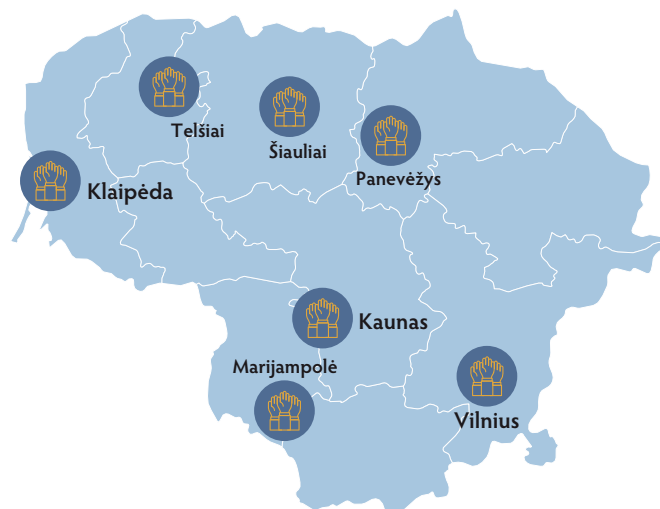 Telšiai
Šiauliai
Panevėžys
Klaipėda
Kaunas
Marijampolė
Vilnius